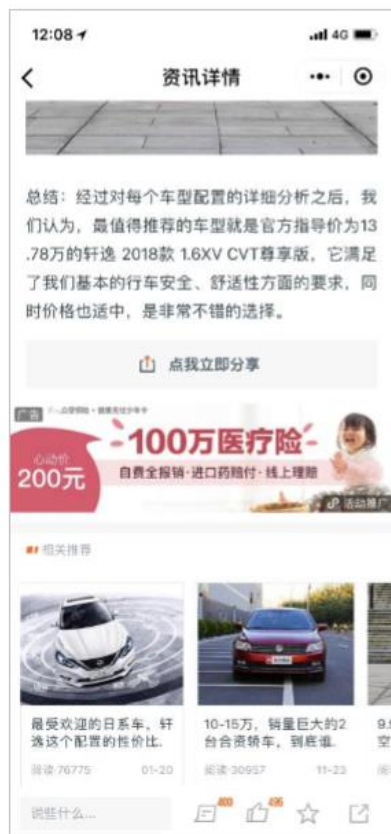 12:08
4G
资讯详情
总结：经过对每个车型配置的详细分析之后，我
们认为，最值得推荐的车型就是官方指导价为13
.78万的轩逸 2018款 1.6XV CVT尊享版，它满足
了我们基本的行车安全、舒适性方面的要求，同
时价格也适中，是非常不错的选择。
点我立即分享
广告
心动价
200元
100万医疗险
自费全报销·进口药赔付·线上理赔
活动推广
相关推荐
最受欢迎的日系车，轩
逸这个配置的性价比.
阅读·76775
01-20
10-15万，销量巨大的2
台合资轿车，到底谁.
阅读·30957
11-23
空
说些什么...
400
495